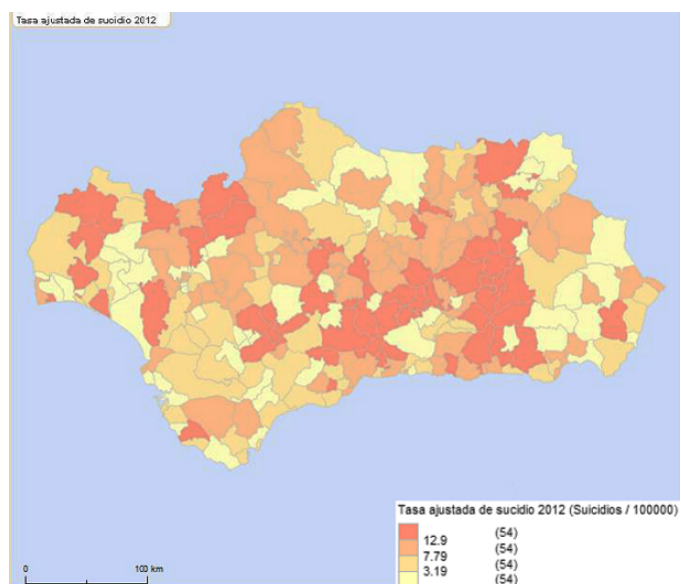 Tasa ajustada de sucidio 2012
Tasa ajustada de sucidio 2012 (Suicidios / 100000)
(54)
12.9
(54)
7.79
(54)
3.19
(54)
0 100 km